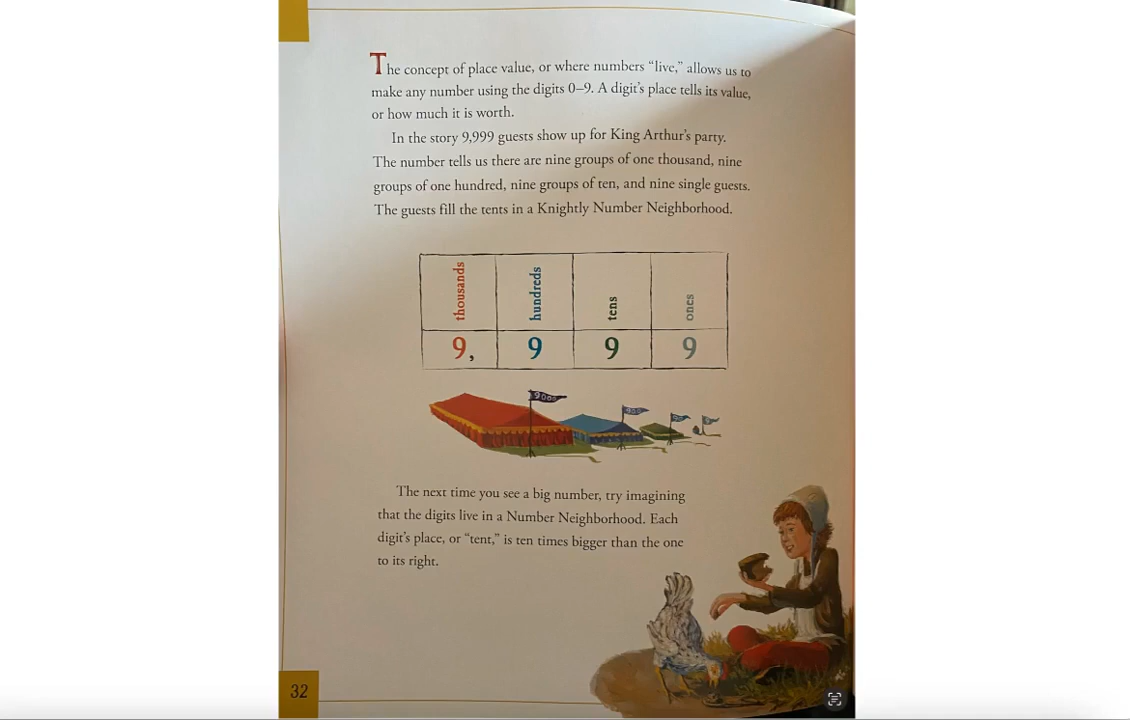 The concept of place value, or where numbers “live,” allows us to
make any number using the digits 0–9. A digit’s place tells its value,
or how much it is worth.
In the story 9,999 guests show up for King Arthur’s party.
The number tells us there are nine groups of one thousand, nine
groups of one hundred, nine groups of ten, and nine single guests.
The guests fill the tents in a Knightly Number Neighborhood.
thousands hundreds tens ones
9, 9 9 9
9000
The next time you see a big number, try imagining
that the digits live in a Number Neighborhood. Each
digit’s place, or “tent,” is ten times bigger than the one
to its right.
32